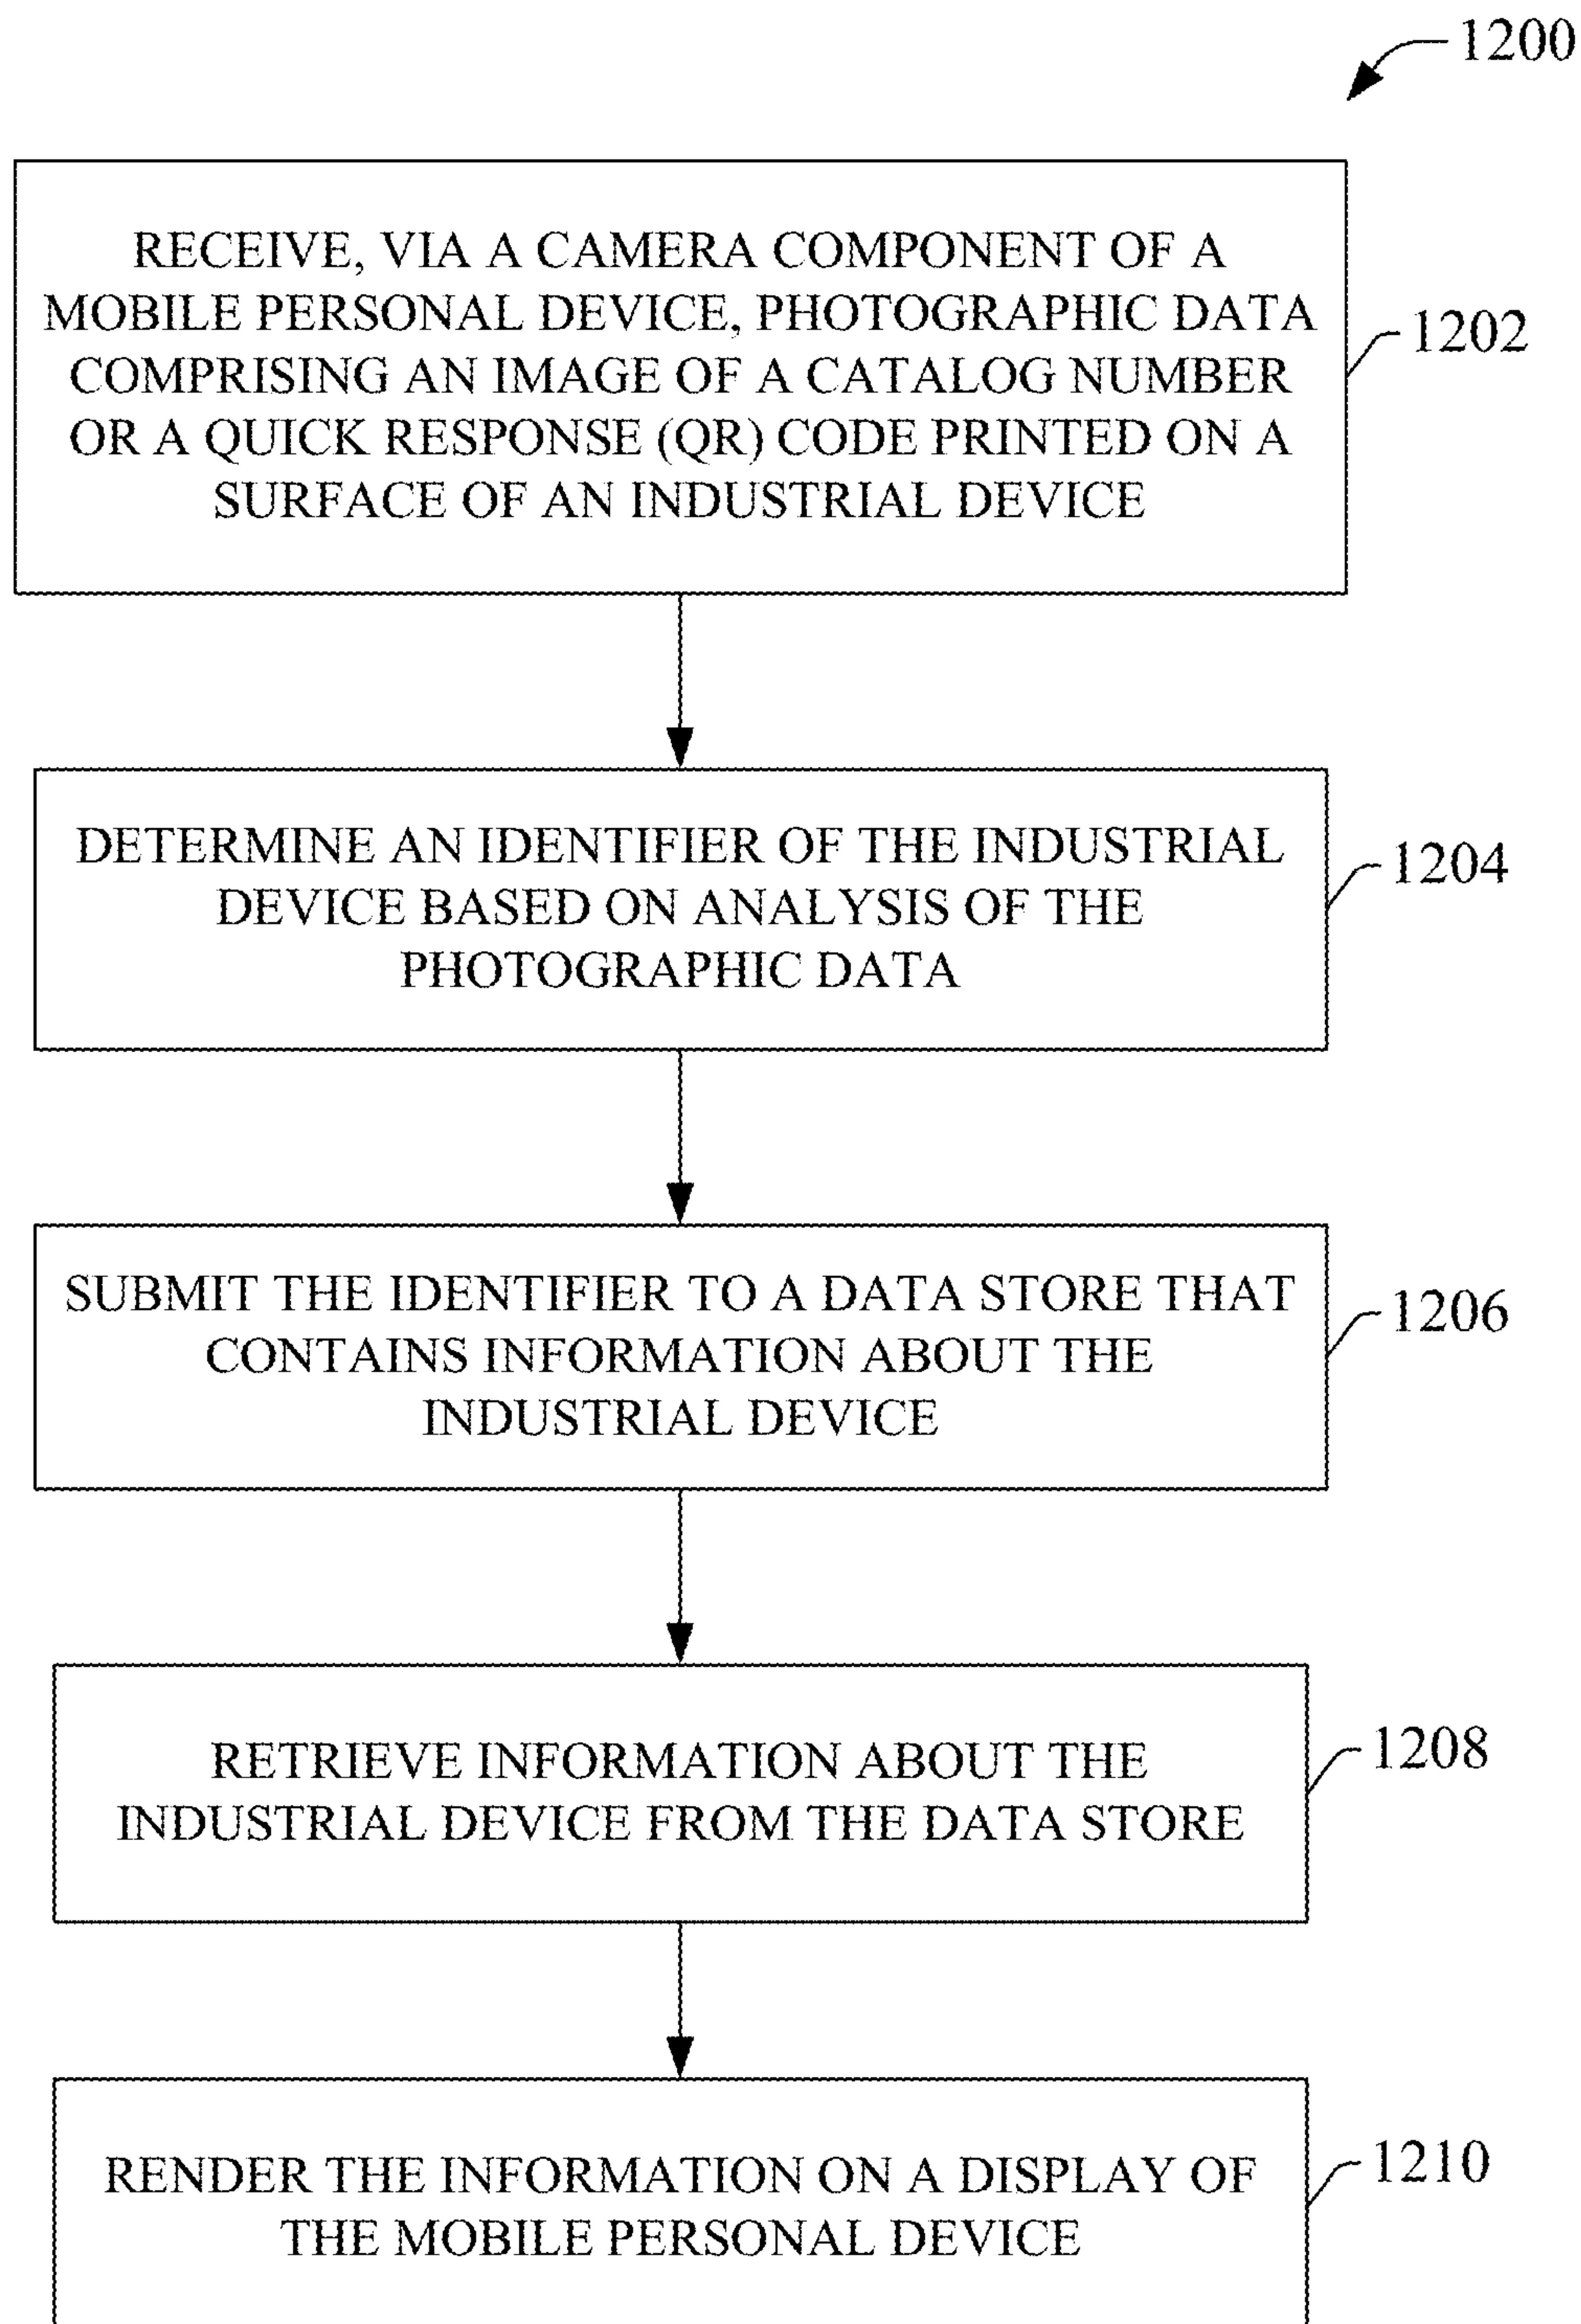 1200
RECEIVE, VIA A CAMERA COMPONENT OF A
MOBILE PERSONAL DEVICE, PHOTOGRAPHIC DATA
COMPRISING AN IMAGE OF A CATALOG NUMBER
OR A QUICK RESPONSE (QR) CODE PRINTED ON A
SURFACE OF AN INDUSTRIAL DEVICE
1202
DETERMINE AN IDENTIFIER OF THE INDUSTRIAL
DEVICE BASED ON ANALYSIS OF THE
PHOTOGRAPHIC DATA
1204
SUBMIT THE IDENTIFIER TO A DATA STORE THAT
CONTAINS INFORMATION ABOUT THE
INDUSTRIAL DEVICE
1206
RETRIEVE INFORMATION ABOUT THE
INDUSTRIAL DEVICE FROM THE DATA STORE
1208
RENDER THE INFORMATION ON A DISPLAY OF
THE MOBILE PERSONAL DEVICE
1210